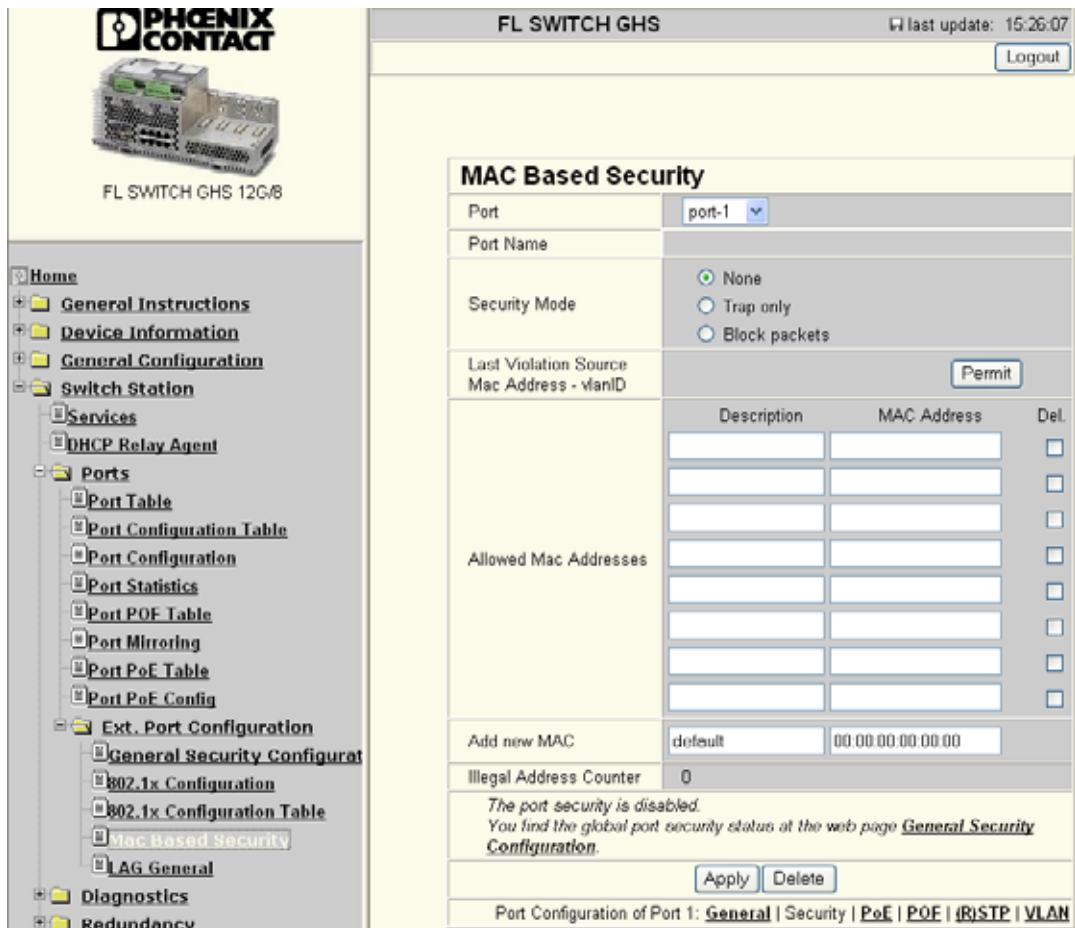 PHŒNIX
CONTACT
FL SWITCH GHS 12G/8
Home
General Instructions
Device Information
General Configuration
Switch Station
Services
DHCP Relay Agent
Ports
Port Table
Port Configuration Table
Port Configuration
Port Statistics
Port POF Table
Port Mirroring
Port PoE Table
Port PoE Config
Ext. Port Configuration
General Security Configurat
802.1x Configuration
802.1x Configuration Table
Mac Based Security
LAG General
Diagnostics
Redundancy
FL SWITCH GHS last update: 15:26:07
Logout
MAC Based Security
Port port-1
Port Name
Security Mode
None
Trap only
Block packets
Last Violation Source
Mac Address - vlanID
Permit
Description MAC Address Del.
Allowed Mac Addresses
Add new MAC default 00:00:00:00:00:00
Illegal Address Counter 0
The port security is disabled.
You find the global port security status at the web page General Security
Configuration.
Apply Delete
Port Configuration of Port 1: General | Security | PoE | POF | (R)STP | VLAN